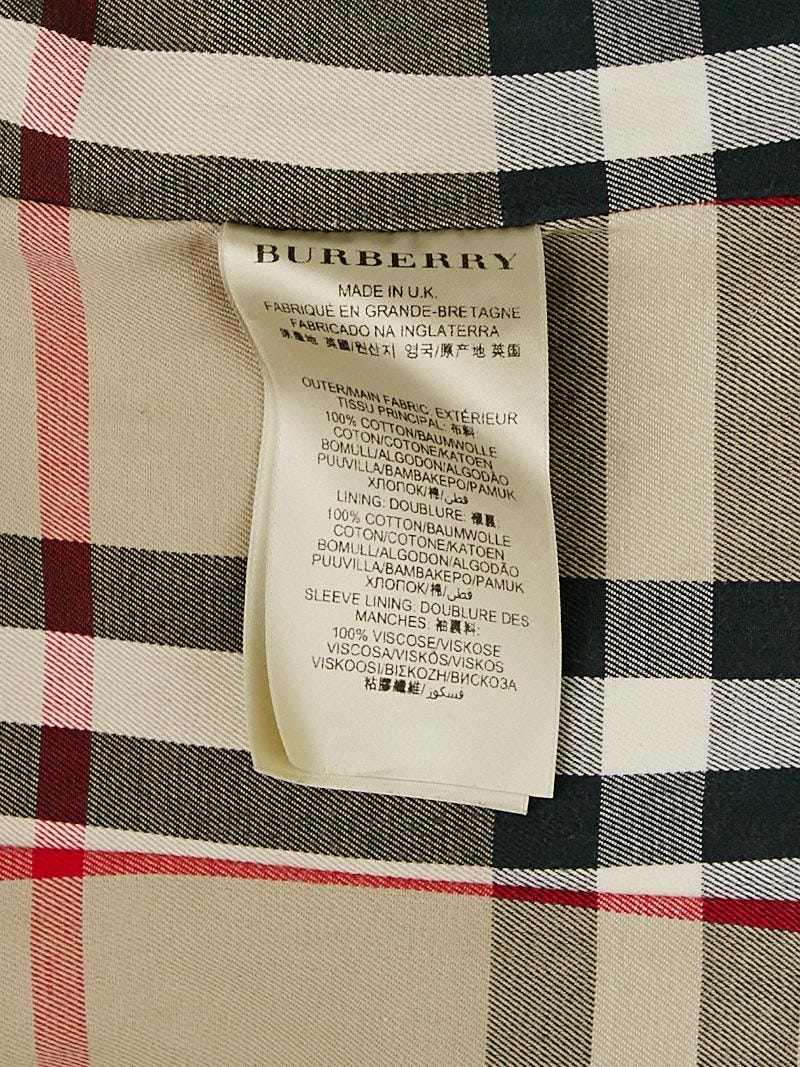 BURBERRY
MADE IN U.K.
FABRIQUÉ EN GRANDE-BRETAGNE
FABRICADO NA INGLATERRA
原產地 英國/원산지 영국/原产地 英国
OUTER/MAIN FABRIC EXTÉRIEUR
TISSU PRINCIPAL: 布料:
100% COTTON/BAUMWOLLE
COTON/COTONE/KATOEN
BOMULL/ALGODON/ALGODÃO
PUUVILLA/BAMBAKEPO/PAMUK
ХЛОПОК/棉/قطن
LINING: DOUBLURE: 襯裏:
100% COTTON/BAUMWOLLE
COTON/COTONE/KATOEN
BOMULL/ALGODON/ALGODÃO
PUUVILLA/BAMBAKEPO/PAMUK
ХЛОПОК/棉/قطن
SLEEVE LINING: DOUBLURE DES
MANCHES: 袖裏料:
100% VISCOSE/VISKOSE
VISCOSA/VISKÓS/VISKOS
VISKOOSI/ΒΙΣΚΟΖΗ/ВИСКОЗА
粘膠纖維/فسكوز